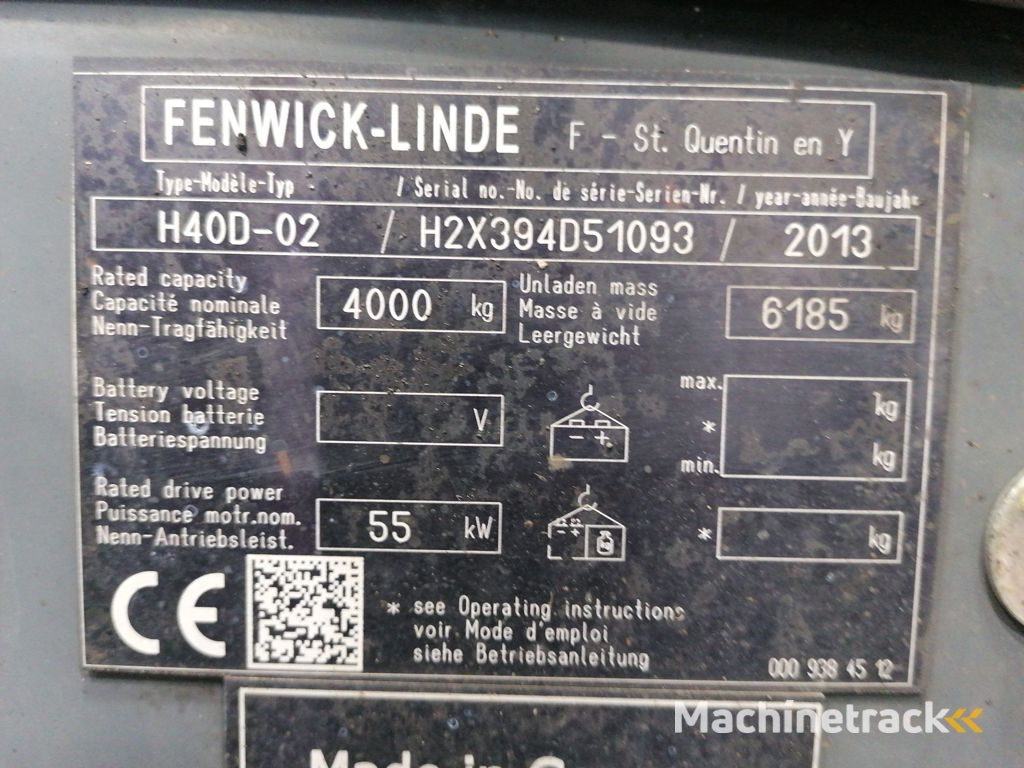 FENWICK-LINDE F - St. Quentin en Y
Type-Modèle-Typ / Serial no.-No. de série-Serien-Nr. / year-année-Baujahr
H40D-02 / H2X394D51093 / 2013
Rated capacity
Capacité nominale
Nenn-Tragfähigkeit
4000 kg
Unladen mass
Masse à vide
Leergewicht
6185 kg
Battery voltage
Tension batterie
Batteriespannung
V
- +
max.
*
min.
kg
kg
Rated drive power
Puissance motr.nom.
Nenn-Antriebsleist.
55 kW
- +
* kg
CE
* see Operating instructions
voir Mode d'emploi
siehe Betriebsanleitung
000 938 45 12
Made in
Machinetrack